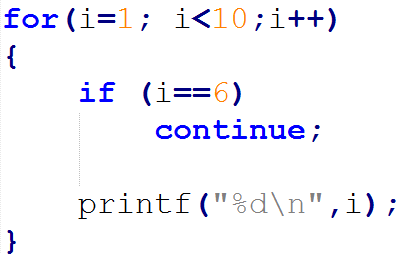 for(i=1; i<10;i++)
{
if (i==6)
continue;
printf("%d\n",i);
}